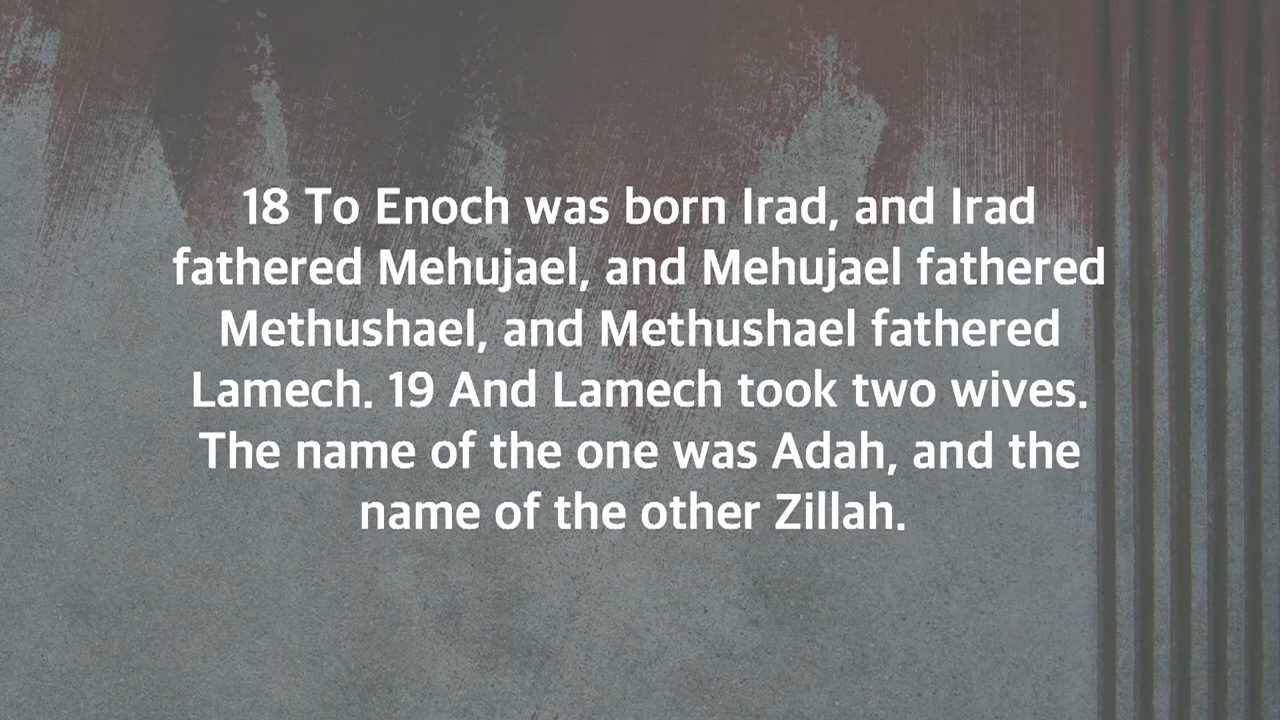 18 To Enoch was born Irad, and Irad
fathered Mehujael, and Mehujael fathered
Methushael, and Methushael fathered
Lamech. 19 And Lamech took two wives.
The name of the one was Adah, and the
name of the other Zillah.